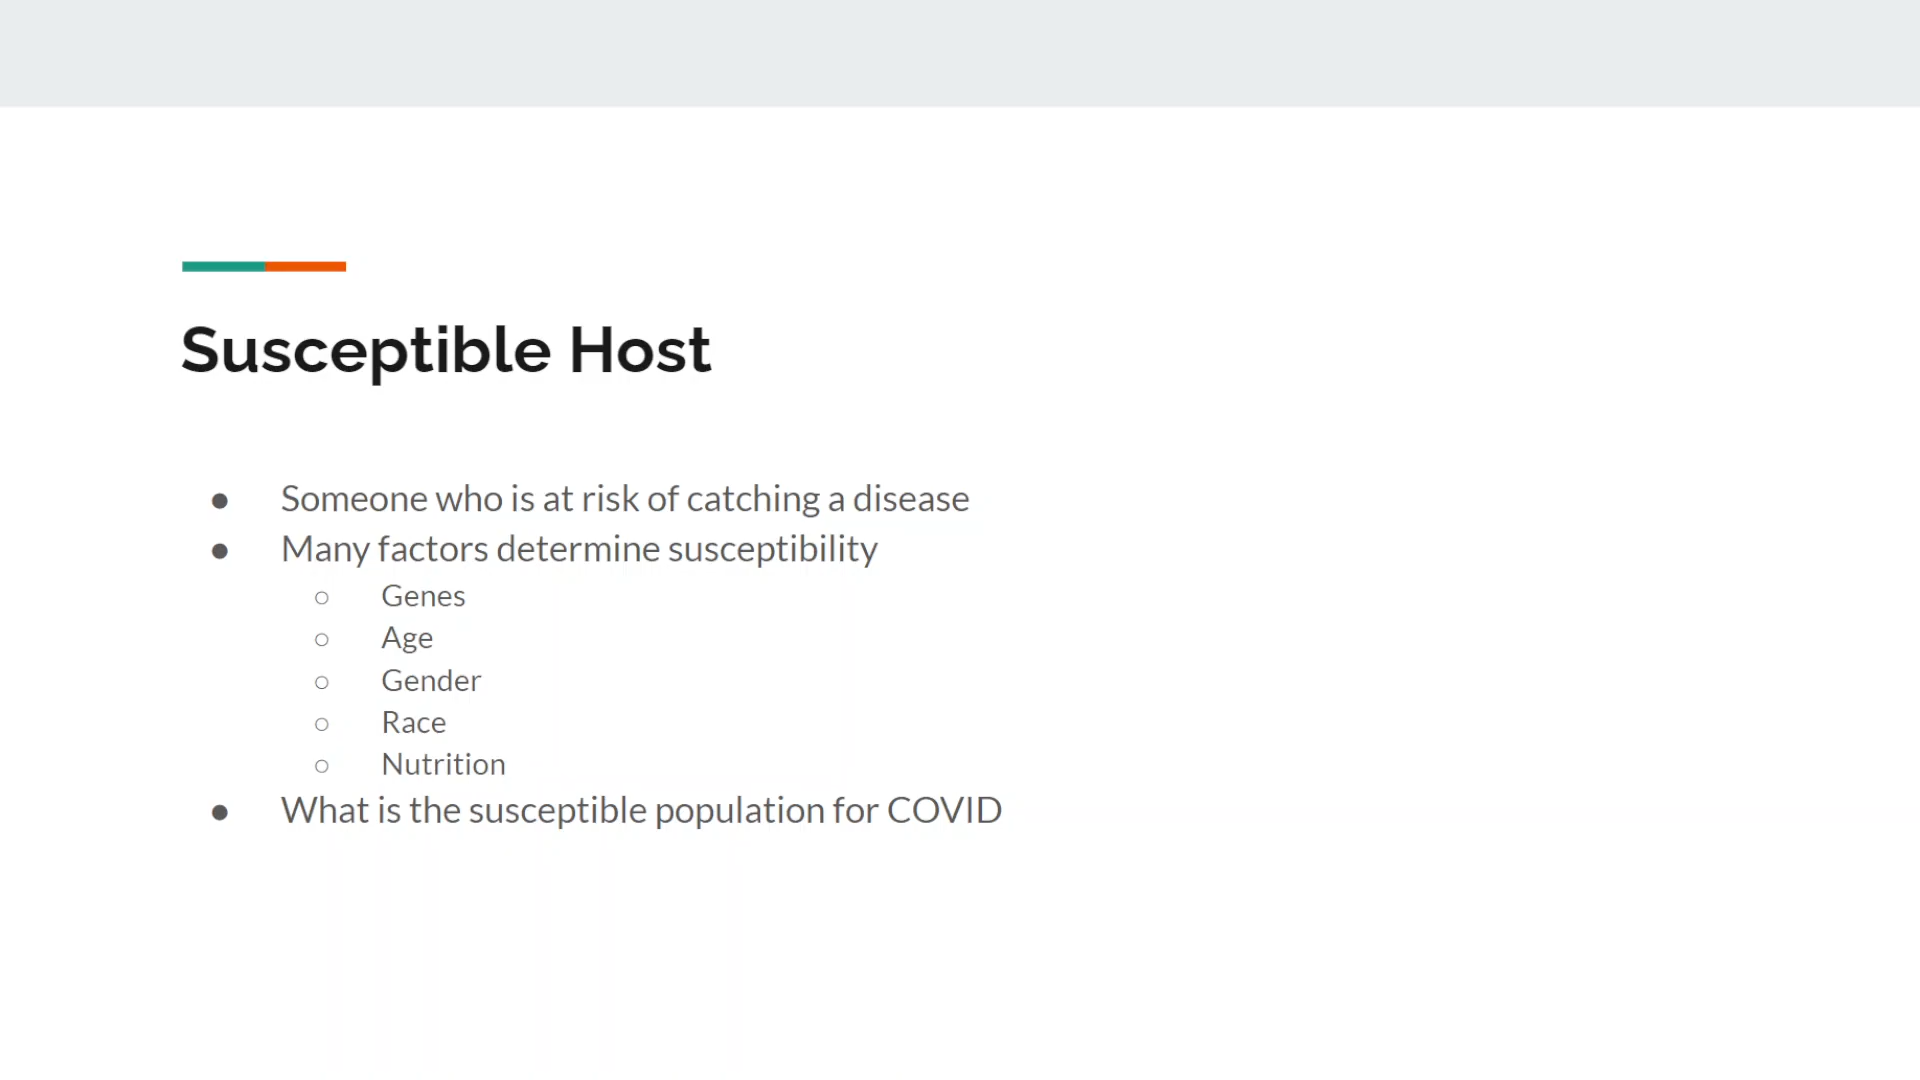 Susceptible Host
● Someone who is at risk of catching a disease
● Many factors determine susceptibility
○ Genes
○ Age
○ Gender
○ Race
○ Nutrition
● What is the susceptible population for COVID